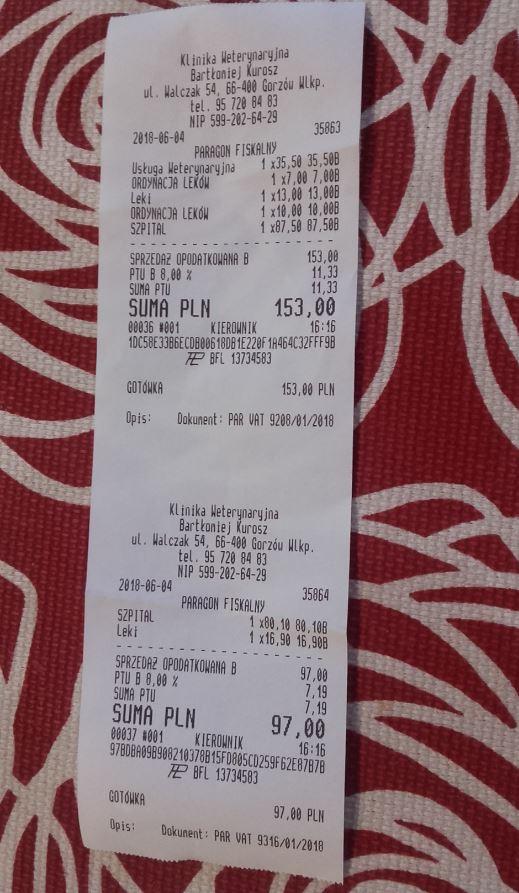 Klinika Weterynaryjna
Bartłomiej Kurosz
ul. Walczak 54, 66-400 Gorzów Wlkp.
tel. 95 720 84 83
NIP 599-202-64-29
2018-06-04 35863
PARAGON FISKALNY
Usługa Weterynaryjna 1 x35,50 35,50B
ORDYNACJA LEKÓW 1 x7,00 7,00B
Leki 1 x13,00 13,00B
ORDYNACJA LEKÓW 1 x10,00 10,00B
SZPITAL 1 x87,50 87,50B
SPRZEDAŻ OPODATKOWANA B 153,00
PTU B 8,00 % 11,33
SUMA PTU 11,33
SUMA PLN 153,00
00036 #001 KIEROWNIK 16:16
1DC58E33B6ECDB00618DB1E220F1A464C32FFF9B
BFL 13734583
GOTÓWKA 153,00 PLN
Opis: Dokument: PAR VAT 9208/01/2018
Klinika Weterynaryjna
Bartłomiej Kurosz
ul. Walczak 54, 66-400 Gorzów Wlkp.
tel. 95 720 84 83
NIP 599-202-64-29
2018-06-04 35864
PARAGON FISKALNY
SZPITAL 1 x80,10 80,10B
Leki 1 x16,90 16,90B
SPRZEDAŻ OPODATKOWANA B 97,00
PTU B 8,00 % 7,19
SUMA PTU 7,19
SUMA PLN 97,00
00037 #001 KIEROWNIK 16:16
97BDBA09B908210378B15FD805CD259F62E87B7B
BFL 13734583
GOTÓWKA 97,00 PLN
Opis: Dokument: PAR VAT 9316/01/2018